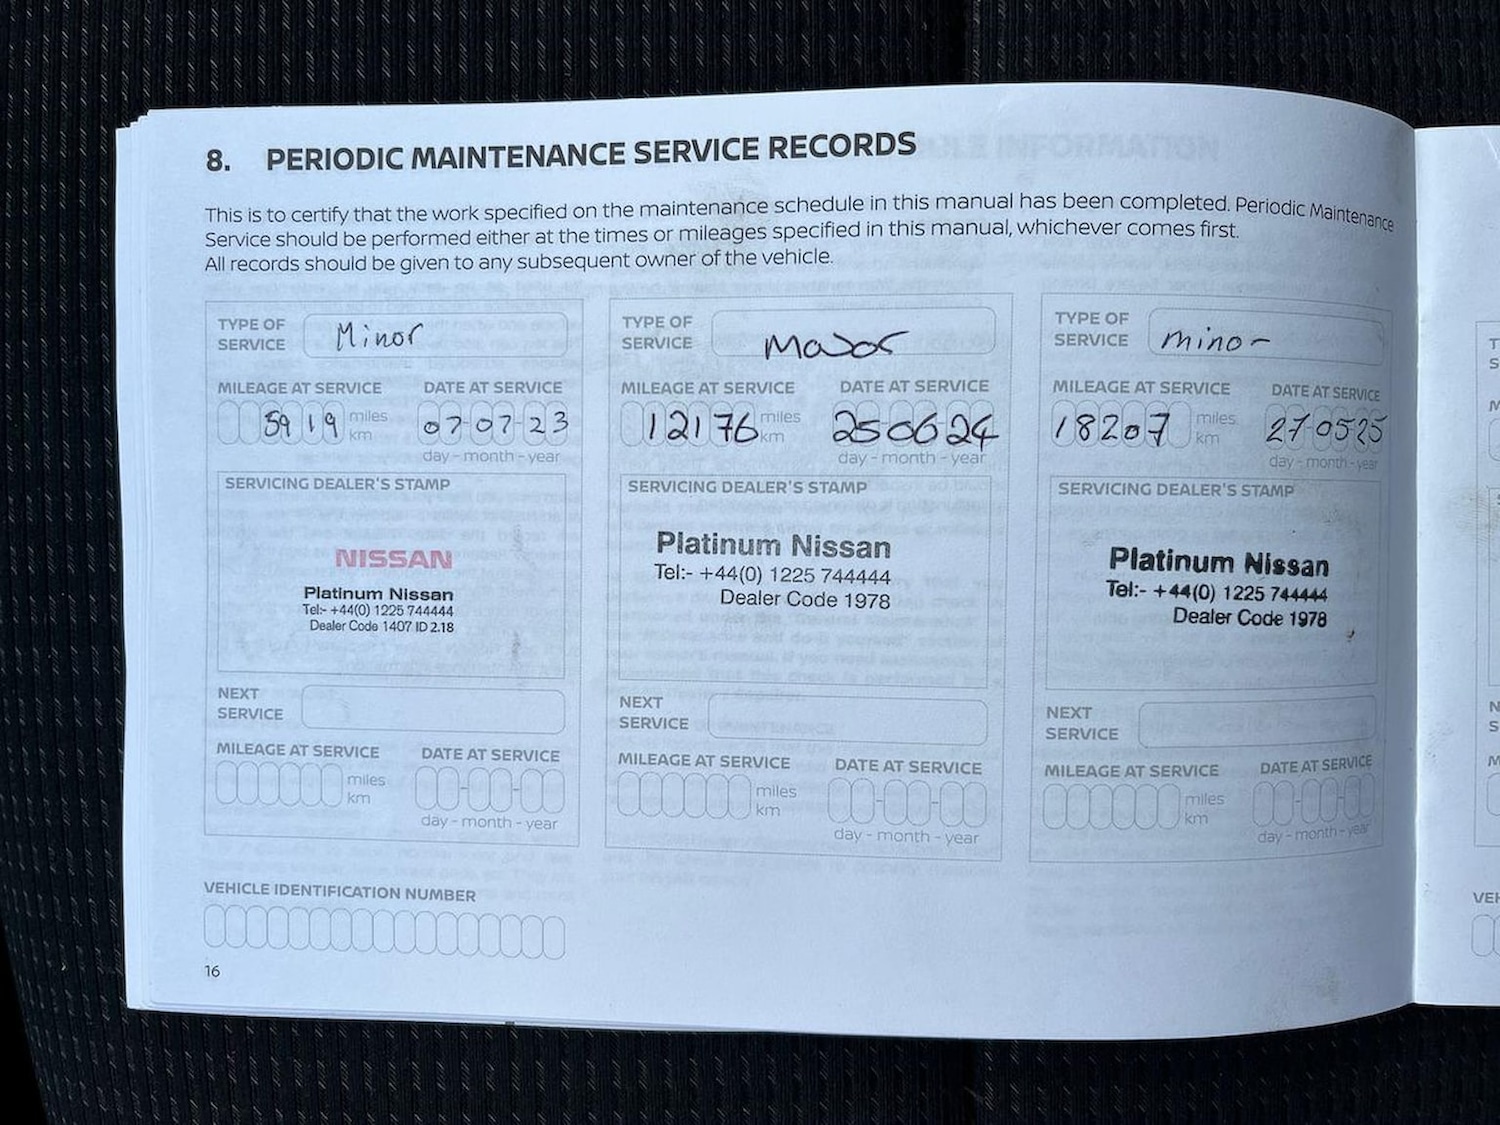 8. PERIODIC MAINTENANCE SERVICE RECORDS
This is to certify that the work specified on the maintenance schedule in this manual has been completed. Periodic Maintenance
Service should be performed either at the times or mileages specified in this manual, whichever comes first.
All records should be given to any subsequent owner of the vehicle.
TYPE OF
SERVICE
Minor
MILEAGE AT SERVICE
5919 miles
km
DATE AT SERVICE
07-07-23
day - month - year
SERVICING DEALER'S STAMP
NISSAN
Platinum Nissan
Tel:- +44(0) 1225 744444
Dealer Code 1407 ID 2.18
NEXT
SERVICE
MILEAGE AT SERVICE
miles
km
DATE AT SERVICE
day - month - year
TYPE OF
SERVICE
Major
MILEAGE AT SERVICE
12176 miles
km
DATE AT SERVICE
250624
day - month - year
SERVICING DEALER'S STAMP
Platinum Nissan
Tel:- +44(0) 1225 744444
Dealer Code 1978
NEXT
SERVICE
MILEAGE AT SERVICE
miles
km
DATE AT SERVICE
day - month - year
TYPE OF
SERVICE
minor
MILEAGE AT SERVICE
18207 miles
km
DATE AT SERVICE
27-0525
day - month - year
SERVICING DEALER'S STAMP
Platinum Nissan
Tel:- +44(0) 1225 744444
Dealer Code 1978
NEXT
SERVICE
MILEAGE AT SERVICE
miles
km
DATE AT SERVICE
day - month - year
VEHICLE IDENTIFICATION NUMBER
16